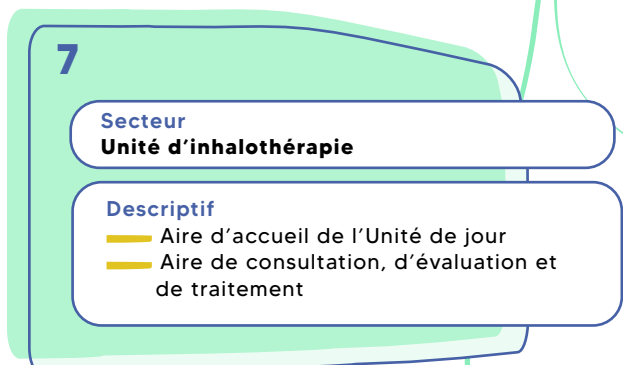 7
Secteur
Unité d’inhalothérapie
Descriptif
Aire d’accueil de l’Unité de jour
Aire de consultation, d’évaluation et
de traitement